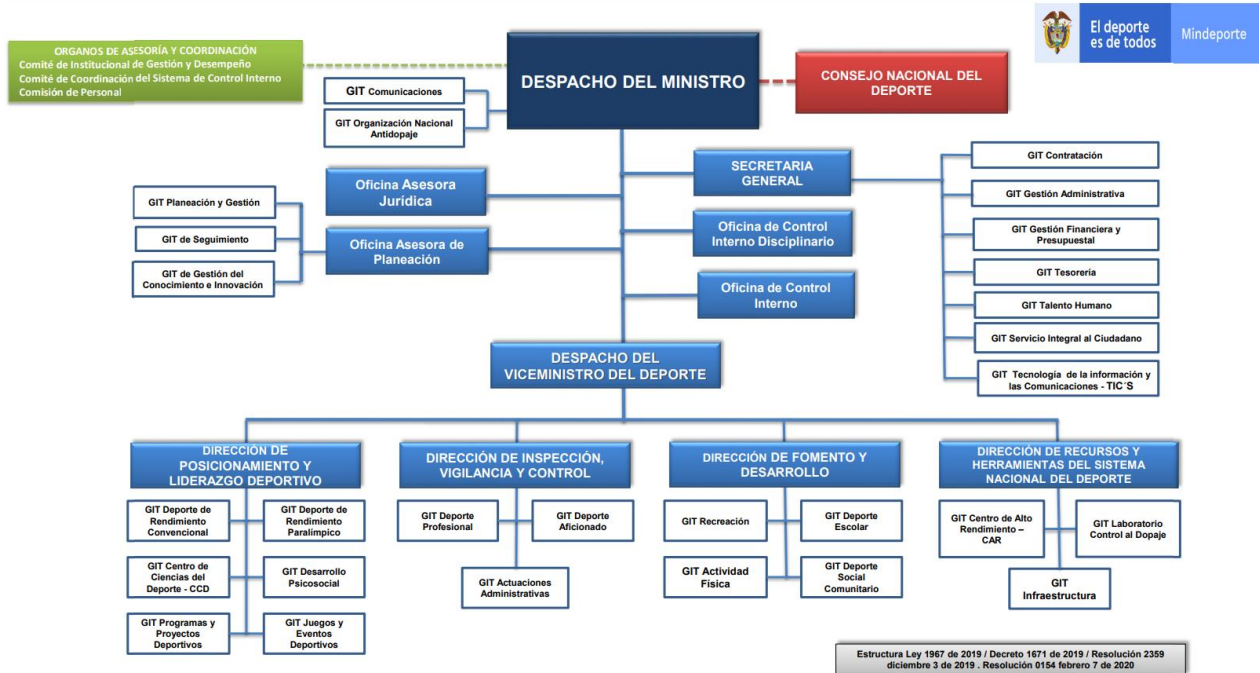 El deporte
es de todos
Mindeporte
ORGANOS DE ASESORÍA Y COORDINACIÓN
Comité de Institucional de Gestión y Desempeño
Comité de Coordinación del Sistema de Control Interno
Comisión de Personal
DESPACHO DEL MINISTRO
CONSEJO NACIONAL DEL
DEPORTE
GIT Comunicaciones
GIT Organización Nacional
Antidopaje
Oficina Asesora
Jurídica
SECRETARIA
GENERAL
GIT Planeación y Gestión
GIT de Seguimiento
GIT de Gestión del
Conocimiento e Innovación
Oficina Asesora de
Planeación
Oficina de Control
Interno Disciplinario
Oficina de Control
Interno
GIT Contratación
GIT Gestión Administrativa
GIT Gestión Financiera y
Presupuestal
GIT Tesorería
GIT Talento Humano
GIT Servicio Integral al Ciudadano
GIT Tecnología de la información y
las Comunicaciones - TIC´S
DESPACHO DEL
VICEMINISTRO DEL DEPORTE
DIRECCIÓN DE
POSICIONAMIENTO Y
LIDERAZGO DEPORTIVO
GIT Deporte de
Rendimiento
Convencional
GIT Deporte de
Rendimiento
Paralímpico
GIT Centro de
Ciencias del
Deporte - CCD
GIT Desarrollo
Psicosocial
GIT Programas y
Proyectos
Deportivos
GIT Juegos y
Eventos
Deportivos
DIRECCIÓN DE INSPECCIÓN,
VIGILANCIA Y CONTROL
GIT Deporte
Profesional
GIT Deporte
Aficionado
GIT Actuaciones
Administrativas
DIRECCIÓN DE FOMENTO Y
DESARROLLO
GIT Recreación
GIT Deporte
Escolar
GIT Actividad
Física
GIT Deporte
Social
Comunitario
DIRECCIÓN DE RECURSOS Y
HERRAMIENTAS DEL SISTEMA
NACIONAL DEL DEPORTE
GIT Centro de Alto
Rendimiento –
CAR
GIT Laboratorio
Control al Dopaje
GIT
Infraestructura
Estructura Ley 1967 de 2019 / Decreto 1671 de 2019 / Resolución 2359
diciembre 3 de 2019 . Resolución 0154 febrero 7 de 2020